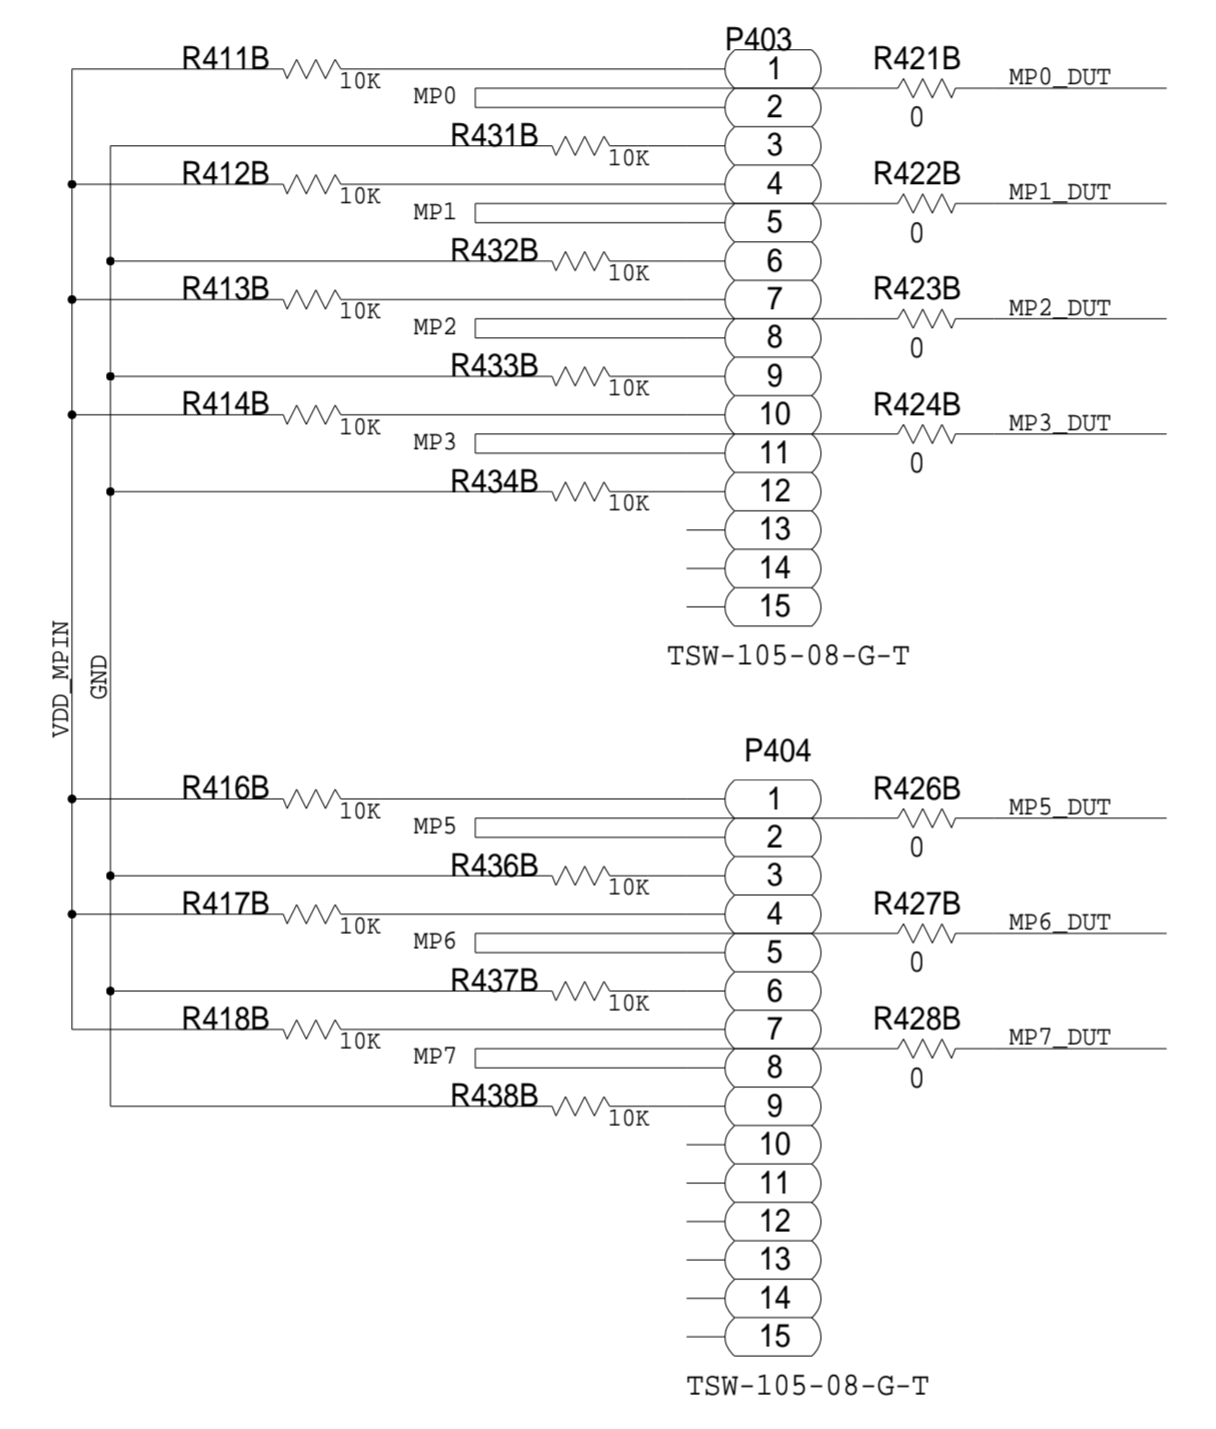 P403
R411B 10K 1 R421B MP0_DUT
MP0 2 0
R431B 10K 3
R412B 10K 4 R422B MP1_DUT
MP1 5 0
R432B 10K 6
R413B 10K 7 R423B MP2_DUT
MP2 8 0
R433B 10K 9
R414B 10K 10 R424B MP3_DUT
MP3 11 0
R434B 10K 12
13
14
15
TSW-105-08-G-T
VDD_MPIN
GND
P404
R416B 10K 1 R426B MP5_DUT
MP5 2 0
R436B 10K 3
R417B 10K 4 R427B MP6_DUT
MP6 5 0
R437B 10K 6
R418B 10K 7 R428B MP7_DUT
MP7 8 0
R438B 10K 9
10
11
12
13
14
15
TSW-105-08-G-T